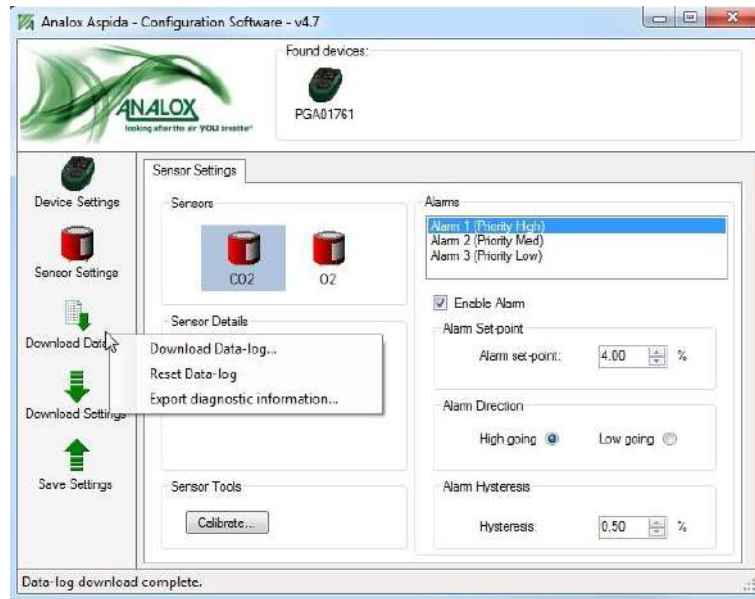 Analox Aspida - Configuration Software - v4.7
Found devices:
PGA01761
ANALOX
looking after the air YOU breathe®
Device Settings
Sensor Settings
Download Data
Download Settings
Save Settings
Sensor Settings
Sensors
CO2
O2
Sensor Details
Download Data-log...
Reset Data-log
Export diagnostic information...
Sensor Tools
Calibrate...
Alarms
Alarm 1 (Priority High)
Alarm 2 (Priority Med)
Alarm 3 (Priority Low)
Enable Alarm
Alarm Set-point
Alarm set-point: 4.00 %
Alarm Direction
High going Low going
Alarm Hysteresis
Hysteresis: 0.50 %
Data-log download complete.